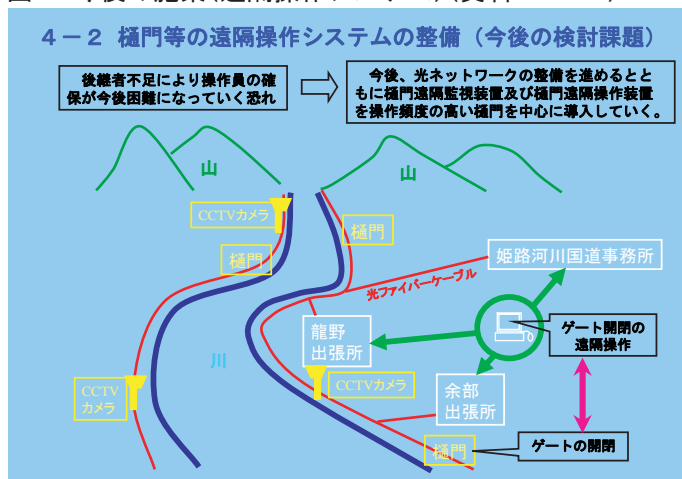 4－2 樋門等の遠隔操作システムの整備（今後の検討課題）
後継者不足により操作員の確
保が今後困難になっていく恐れ
今後、光ネットワークの整備を進めるとと
もに樋門遠隔監視装置及び樋門遠隔操作装置
を操作頻度の高い樋門を中心に導入していく。
山
山
CCTVカメラ
樋門
樋門
姫路河川国道事務所
光ファイバーケーブル
龍野
出張所
ゲート開閉の
遠隔操作
川
CCTV
カメラ
CCTVカメラ
余部
出張所
樋門
ゲートの開閉